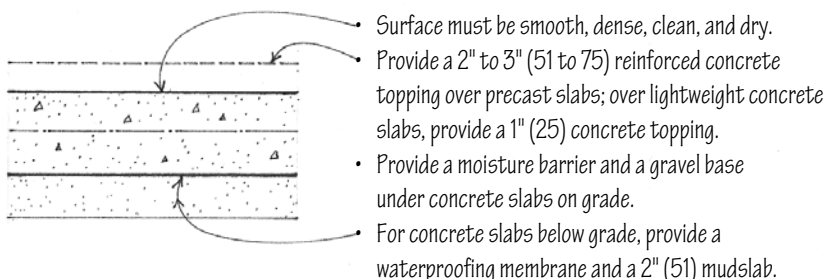 • Surface must be smooth, dense, clean, and dry.
• Provide a 2" to 3" (51 to 75) reinforced concrete
topping over precast slabs; over lightweight concrete
slabs, provide a 1" (25) concrete topping.
• Provide a moisture barrier and a gravel base
under concrete slabs on grade.
• For concrete slabs below grade, provide a
waterproofing membrane and a 2" (51) mudslab.